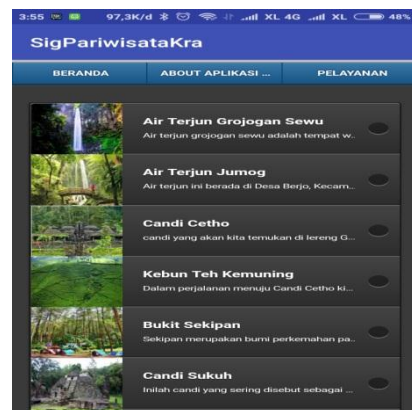 3:55 97,3K/d XL 4G XL 48%
SigPariwisataKra
BERANDA ABOUT APLIKASI ... PELAYANAN
Air Terjun Grojogan Sewu
Air terjun grojogan sewu adalah tempat w..
Air Terjun Jumog
Air terjun ini berada di Desa Berjo, Kecam...
Candi Cetho
candi yang akan kita temukan di lereng G...
Kebun Teh Kemuning
Dalam perjalanan menuju Candi Cetho ki...
Bukit Sekipan
Sekipan merupakan bumi perkemahan pa..
Candi Sukuh
Inilah candi yang sering disebut sebagai ...